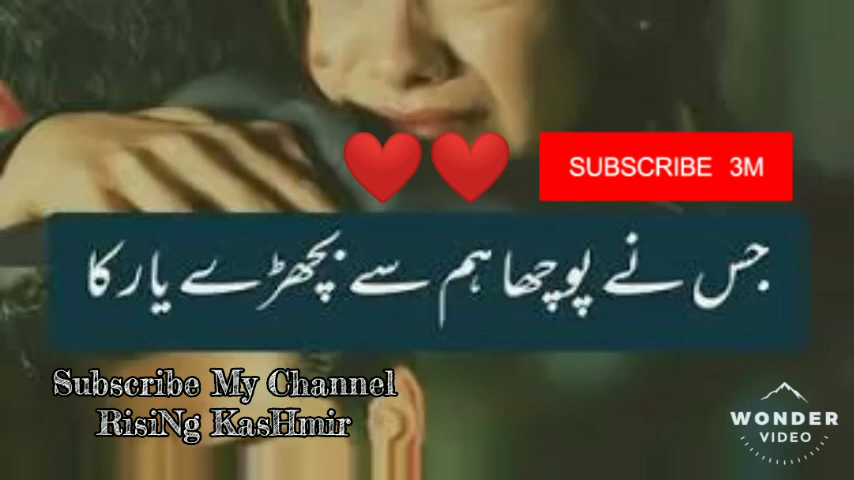 SUBSCRIBE 3M
جس نے پوچھا ہم سے بچھڑے یار کا
Subscribe My Channel
RisiNg KasHmir
WONDER
VIDEO